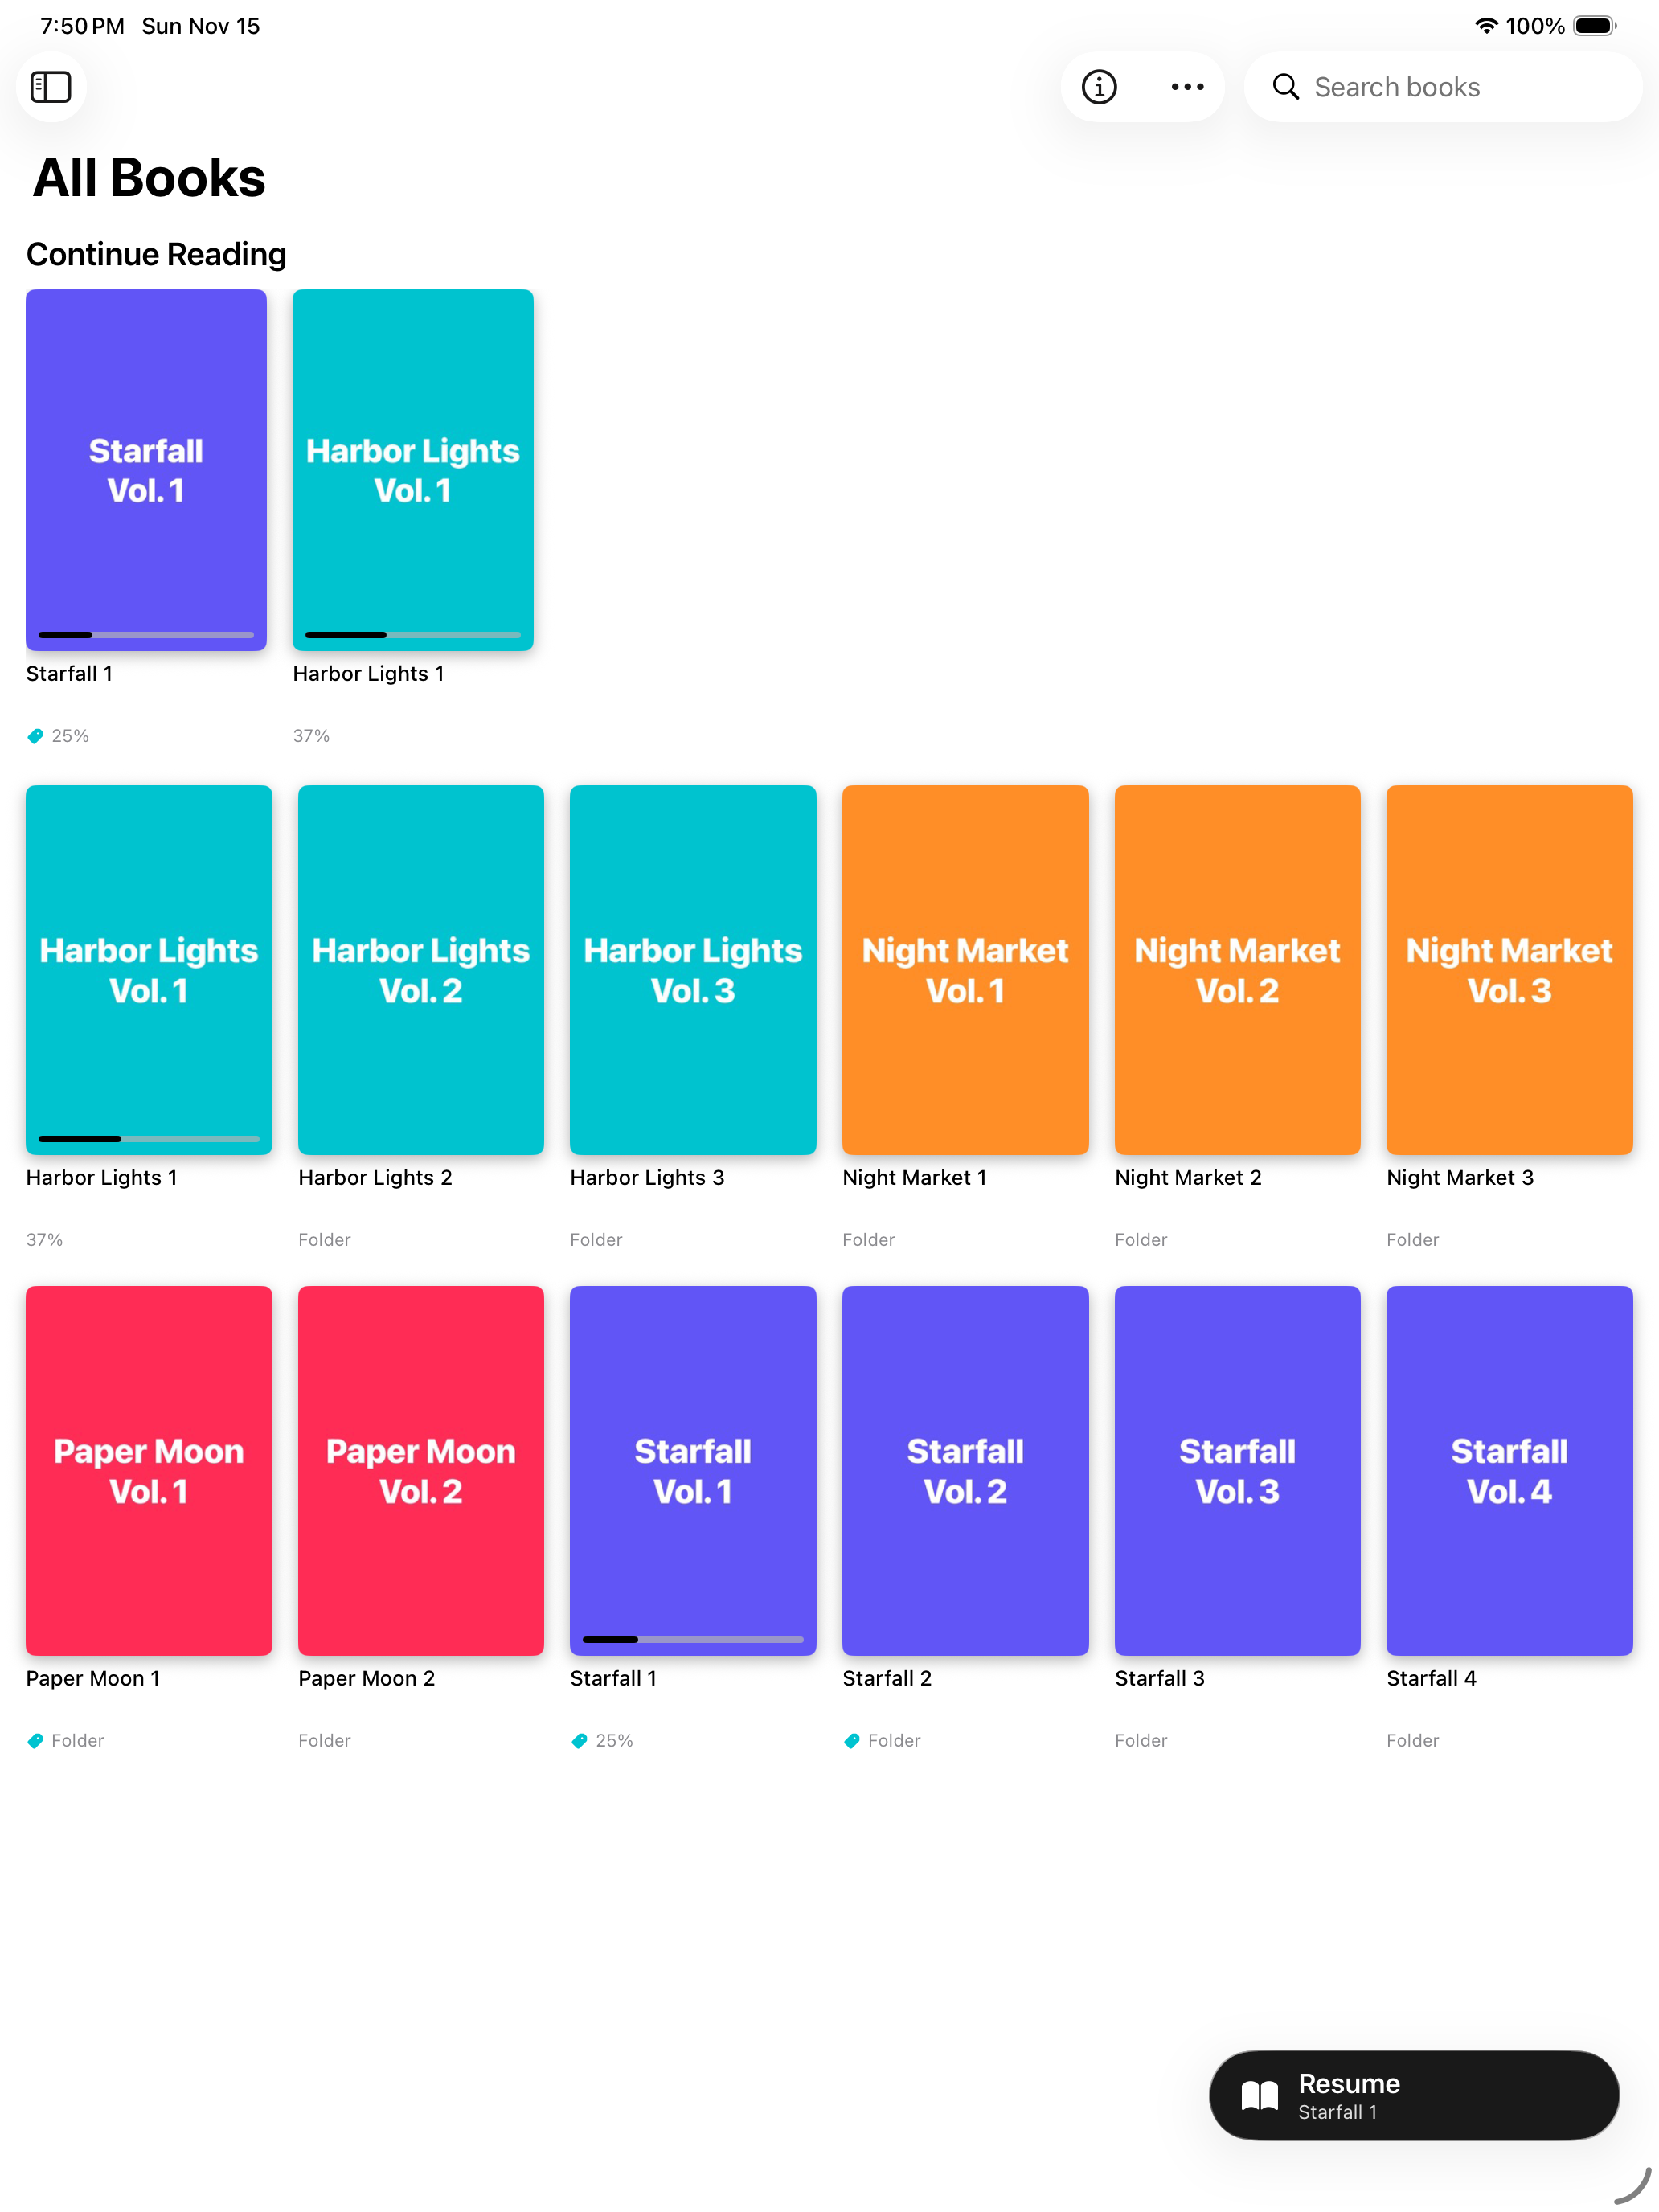 7:50 PM Sun Nov 15
100%
Search books
All Books
Continue Reading
Starfall
Vol. 1
Harbor Lights
Vol. 1
Starfall 1
Harbor Lights 1
25%
37%
Harbor Lights
Vol. 1
Harbor Lights
Vol. 2
Harbor Lights
Vol. 3
Night Market
Vol. 1
Night Market
Vol. 2
Night Market
Vol. 3
Harbor Lights 1
Harbor Lights 2
Harbor Lights 3
Night Market 1
Night Market 2
Night Market 3
37%
Folder
Folder
Folder
Folder
Folder
Paper Moon
Vol. 1
Paper Moon
Vol. 2
Starfall
Vol. 1
Starfall
Vol. 2
Starfall
Vol. 3
Starfall
Vol. 4
Paper Moon 1
Paper Moon 2
Starfall 1
Starfall 2
Starfall 3
Starfall 4
Folder
Folder
25%
Folder
Folder
Folder
Resume
Starfall 1